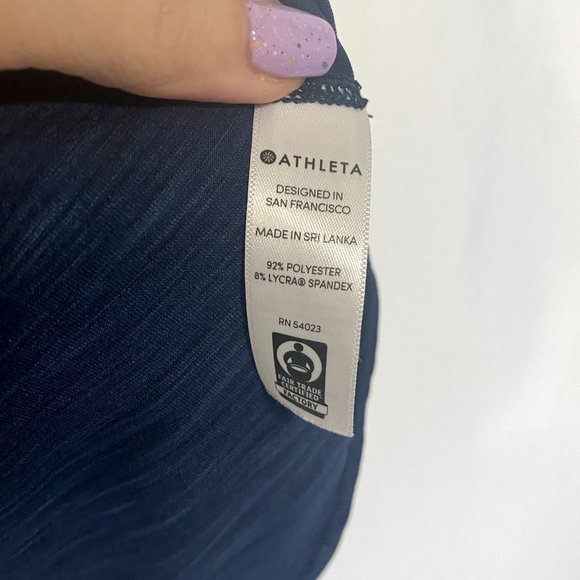 ATHLETA
DESIGNED IN
SAN FRANCISCO
MADE IN SRI LANKA
92% POLYESTER
8% LYCRA® SPANDEX
RN 54023
FAIR TRADE
CERTIFIED
FACTORY